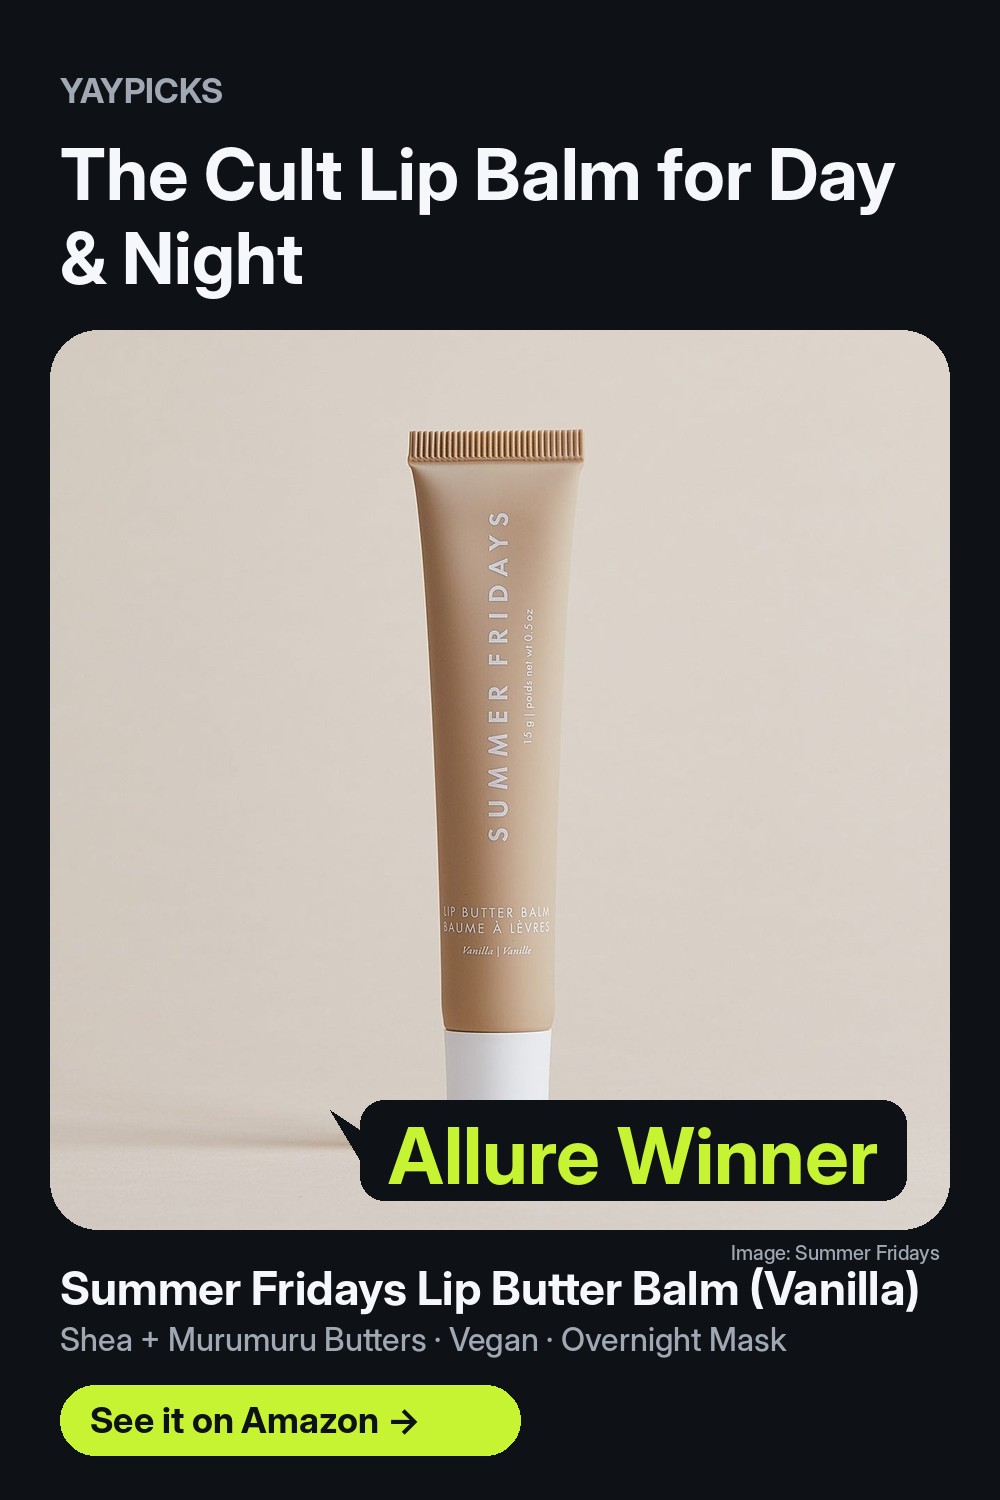 YAYPICKS
The Cult Lip Balm for Day
& Night
SUMMER FRIDAYS
15 g | poids net wt 0.5 oz
LIP BUTTER BALM
BAUME À LÈVRES
Vanilla | Vanille
Allure Winner
Image: Summer Fridays
Summer Fridays Lip Butter Balm (Vanilla)
Shea + Murumuru Butters · Vegan · Overnight Mask
See it on Amazon →